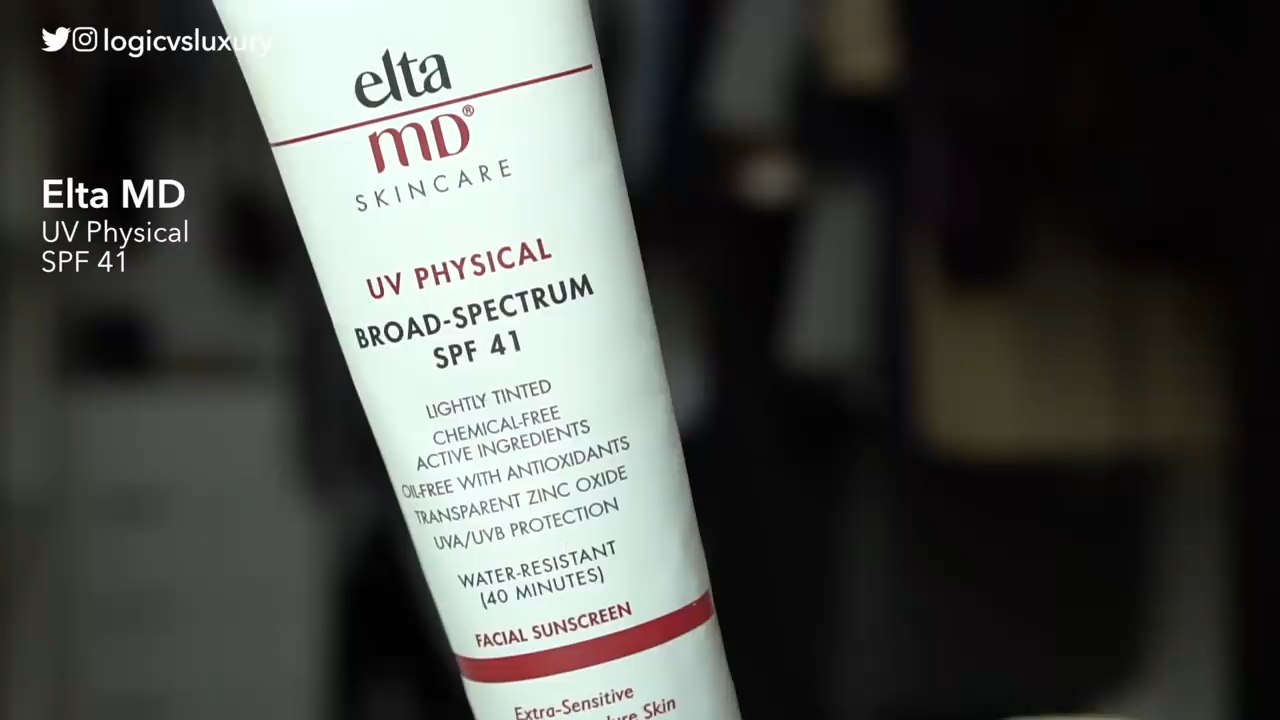 logicvsluxury
Elta MD
UV Physical
SPF 41
elta
MD®
SKINCARE
UV PHYSICAL
BROAD-SPECTRUM
SPF 41
LIGHTLY TINTED
CHEMICAL-FREE
ACTIVE INGREDIENTS
OIL-FREE WITH ANTIOXIDANTS
TRANSPARENT ZINC OXIDE
UVA/UVB PROTECTION
WATER-RESISTANT
(40 MINUTES)
FACIAL SUNSCREEN
Extra-Sensitive
Skin